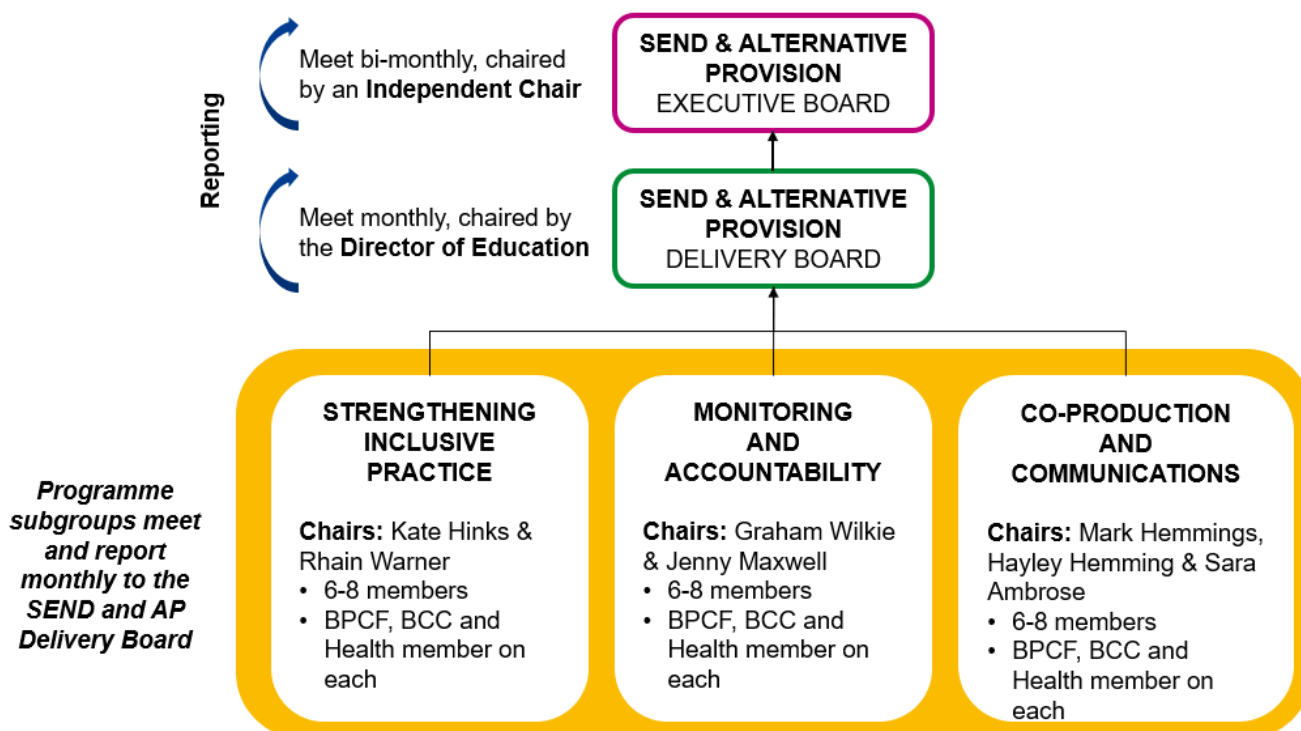 Reporting
Meet bi-monthly, chaired
by an Independent Chair
SEND & ALTERNATIVE
PROVISION
EXECUTIVE BOARD
Meet monthly, chaired by
the Director of Education
SEND & ALTERNATIVE
PROVISION
DELIVERY BOARD
Programme
subgroups meet
and report
monthly to the
SEND and AP
Delivery Board
STRENGTHENING
INCLUSIVE
PRACTICE
Chairs: Kate Hinks &
Rhain Warner
• 6-8 members
• BPCF, BCC and
Health member on
each
MONITORING
AND
ACCOUNTABILITY
Chairs: Graham Wilkie
& Jenny Maxwell
• 6-8 members
• BPCF, BCC and
Health member on
each
CO-PRODUCTION
AND
COMMUNICATIONS
Chairs: Mark Hemmings,
Hayley Hemming & Sara
Ambrose
• 6-8 members
• BPCF, BCC and
Health member on
each